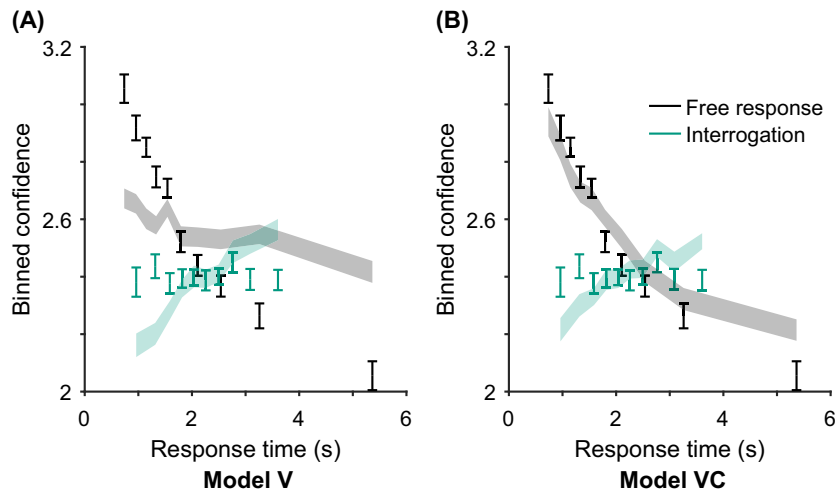 (A)
3.2
2.6
2
Binned confidence
0
2
4
6
Response time (s)
Model V
(B)
3.2
2.6
2
Binned confidence
Free response
Interrogation
0
2
4
6
Response time (s)
Model VC